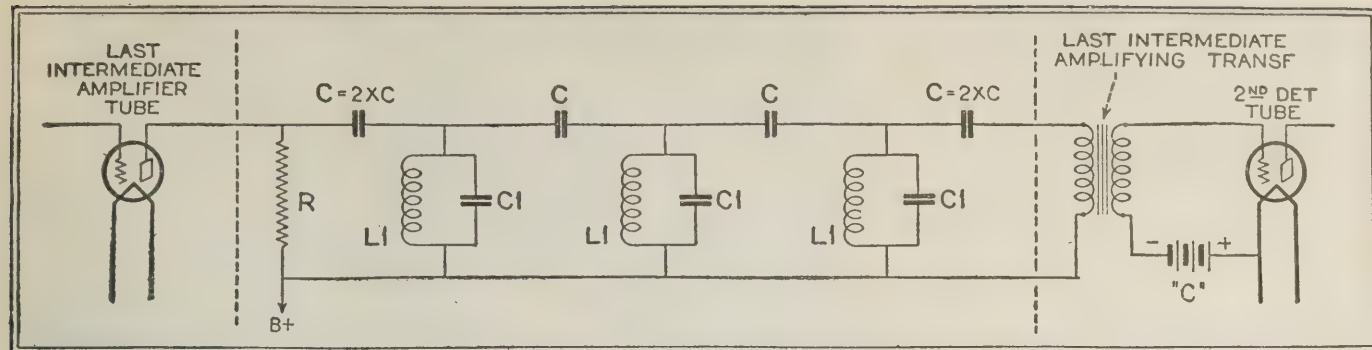 LAST
INTERMEDIATE
AMPLIFIER
TUBE
C=2XC
C
C
C=2XC
LAST INTERMEDIATE
AMPLIFYING TRANSF
2ND DET
TUBE
R
L1
C1
L1
C1
L1
C1
- +
"C"
B+